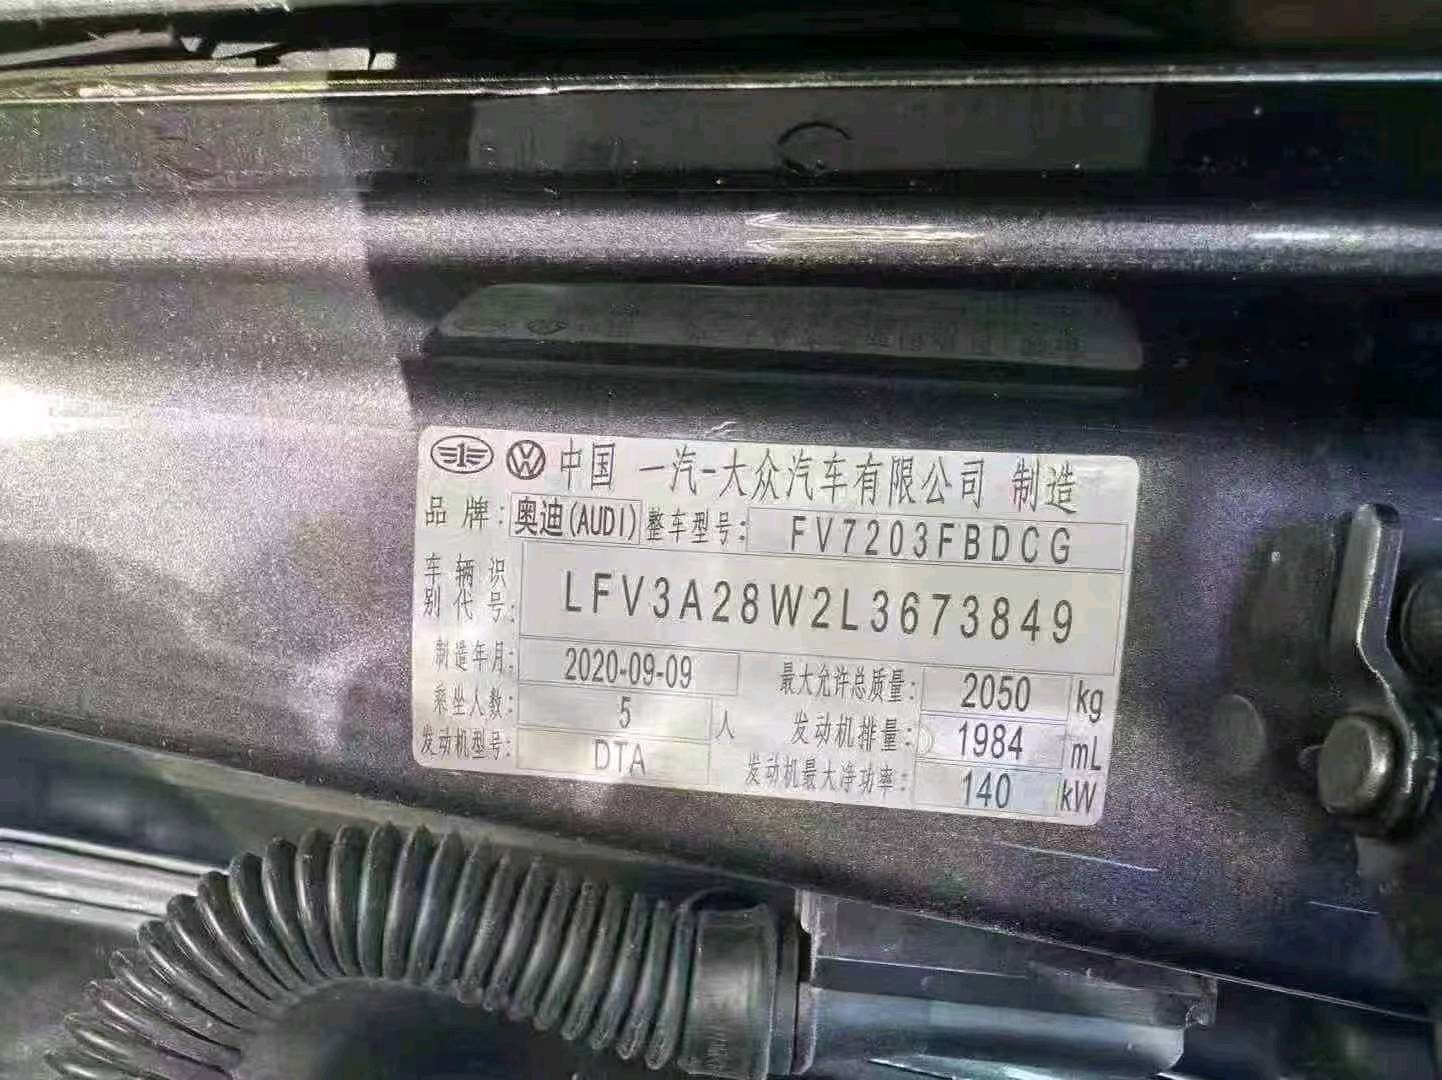 中国 一汽-大众汽车有限公司 制造
品牌: 奥迪(AUDI) 整车型号: FV7203FBDCG
车辆识别代号: LFV3A28W2L3673849
制造年月: 2020-09-09 最大允许总质量: 2050 kg
乘坐人数: 5 人 发动机排量: 1984 mL
发动机型号: DTA 发动机最大净功率: 140 kW